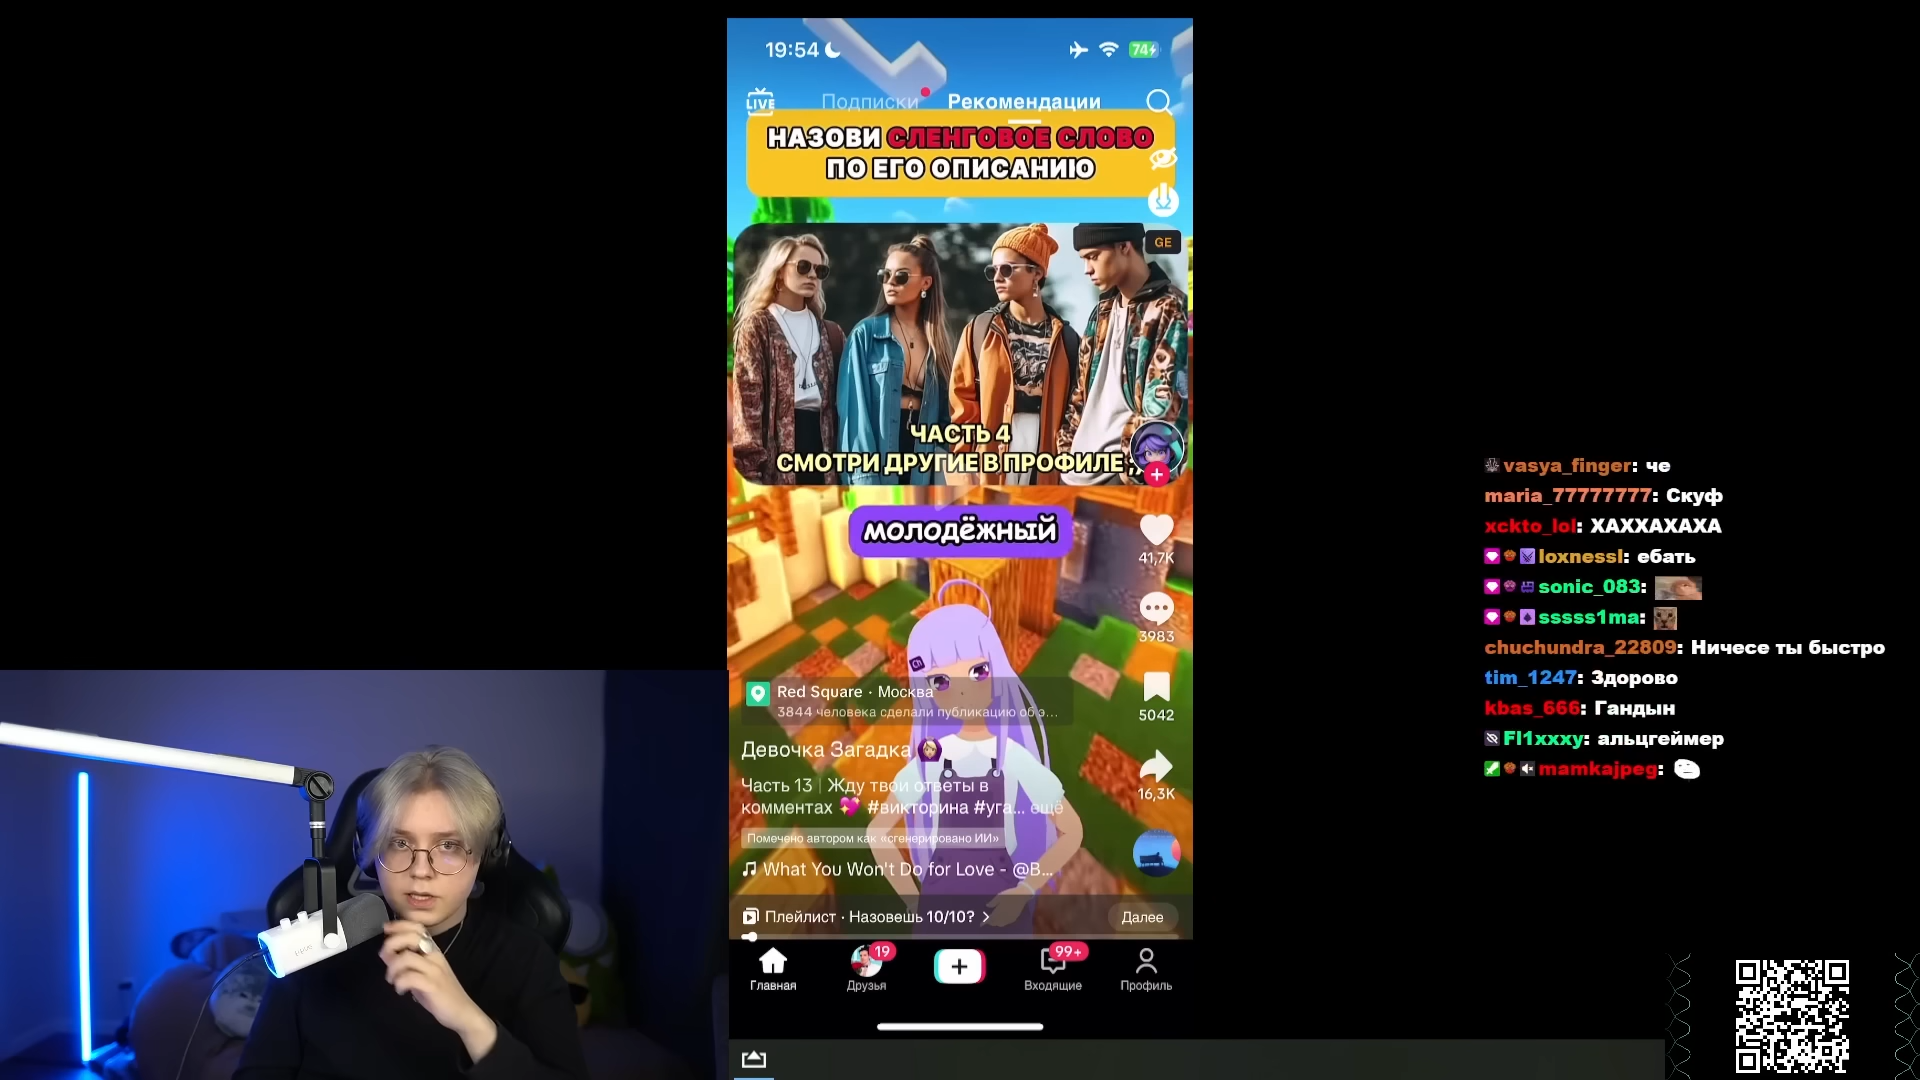 19:54
74
LIVE
Подписки
Рекомендации
НАЗОВИ СЛЕНГОВОЕ СЛОВО
ПО ЕГО ОПИСАНИЮ
GE
ЧАСТЬ 4
СМОТРИ ДРУГИЕ В ПРОФИЛЕ ;)
молодёжный
41,7K
3983
5042
16,3K
Ch
Red Square · Москва
3844 человека сделали публикацию об э...
Девочка Загадка
Часть 13 | Жду твои ответы в
комментах 💖 #викторина #уга... ещё
Помечено автором как «сгенерировано ИИ»
What You Won't Do for Love - @B...
Плейлист · Назовешь 10/10?
Далее
Главная
19
Друзья
99+
Входящие
Профиль
vasya_finger: че
maria_77777777: Скуф
xckto_lol: ХАХХАХАХА
loxnessl: ебать
sonic_083:
sssss1ma:
chuchundra_22809: Ничесе ты быстро
tim_1247: Здорово
kbas_666: Гандын
Fl1xxxy: альцгеймер
mamkajpeg: